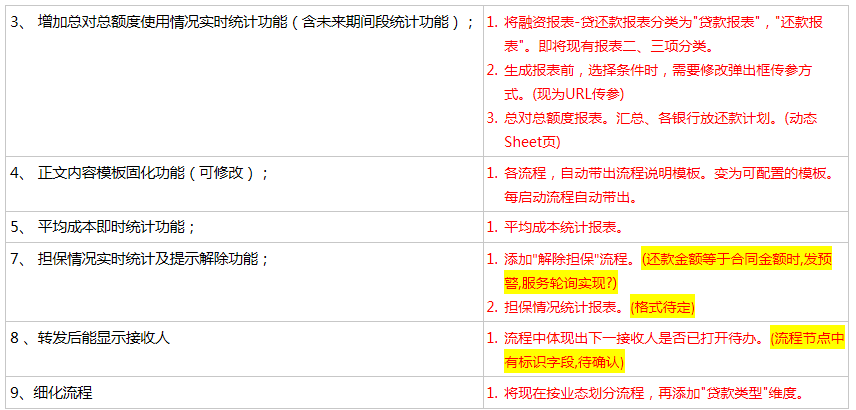 3、 增加总对总额度使用情况实时统计功能（含未来期间段统计功能）；
1. 将融资报表-贷还款报表分类为"贷款报表"，"还款报
表"。即将现有报表二、三项分类。
2. 生成报表前，选择条件时，需要修改弹出框传参方
式。(现为URL传参)
3. 总对总额度报表。汇总、各银行放还款计划。(动态
Sheet页)
4、 正文内容模板固化功能（可修改）；
1. 各流程，自动带出流程说明模板。变为可配置的模板。
每启动流程自动带出。
5、 平均成本即时统计功能；
1. 平均成本统计报表。
7、 担保情况实时统计及提示解除功能；
1. 添加"解除担保"流程。(还款金额等于合同金额时,发预
警,服务轮询实现?)
2. 担保情况统计报表。(格式待定)
8 、转发后能显示接收人
1. 流程中体现出下一接收人是否已打开待办。(流程节点中
有标识字段,待确认)
9、细化流程
1. 将现在按业态划分流程，再添加"贷款类型"维度。